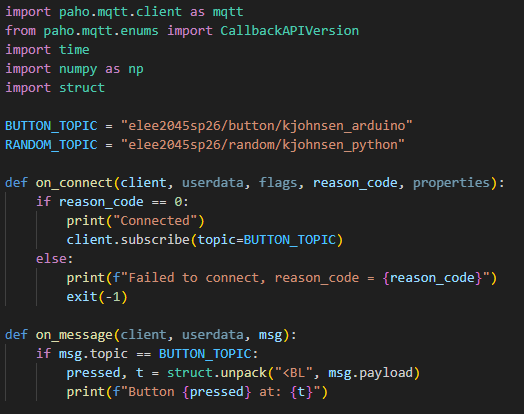 import paho.mqtt.client as mqtt
from paho.mqtt.enums import CallbackAPIVersion
import time
import numpy as np
import struct

BUTTON_TOPIC = "elee2045sp26/button/kjohnsen_arduino"
RANDOM_TOPIC = "elee2045sp26/random/kjohnsen_python"

def on_connect(client, userdata, flags, reason_code, properties):
    if reason_code == 0:
        print("Connected")
        client.subscribe(topic=BUTTON_TOPIC)
    else:
        print(f"Failed to connect, reason_code = {reason_code}")
        exit(-1)

def on_message(client, userdata, msg):
    if msg.topic == BUTTON_TOPIC:
        pressed, t = struct.unpack("<BL", msg.payload)
        print(f"Button {pressed} at: {t}")